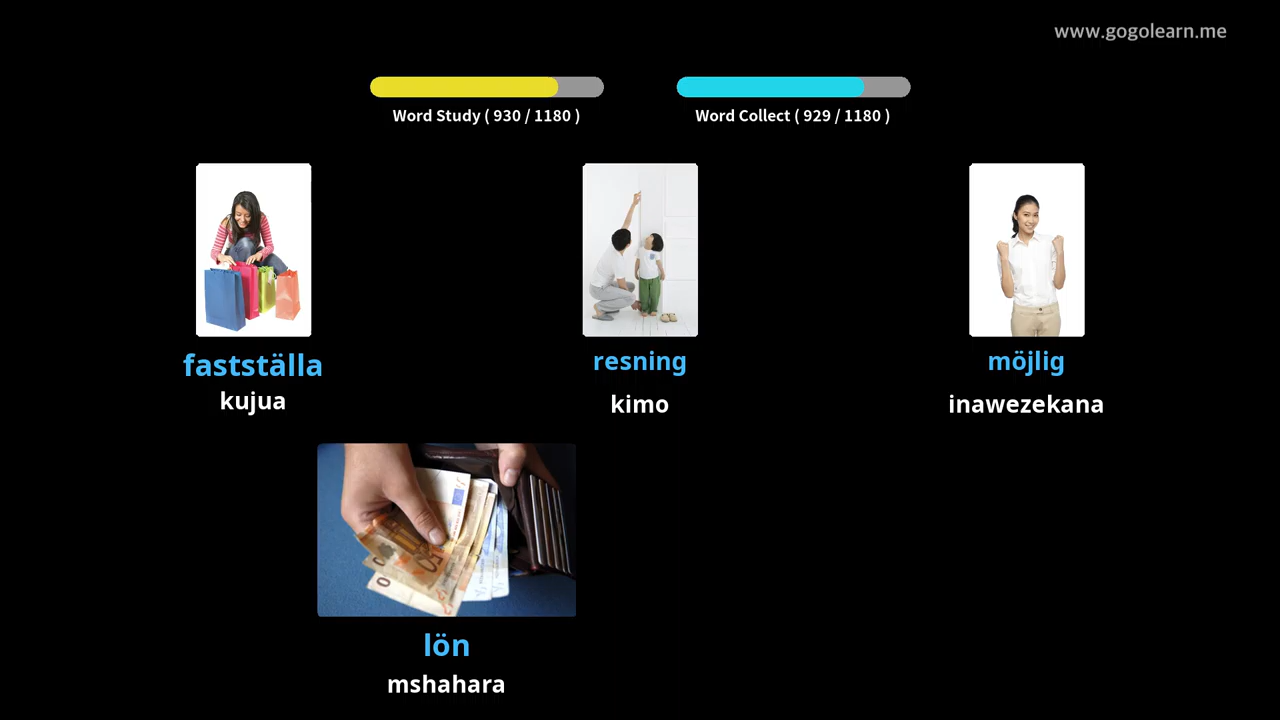 www.gogolearn.me
Word Study ( 930 / 1180 )
Word Collect ( 929 / 1180 )
fastställa
resning
möjlig
kujua
kimo
inawezekana
lön
mshahara